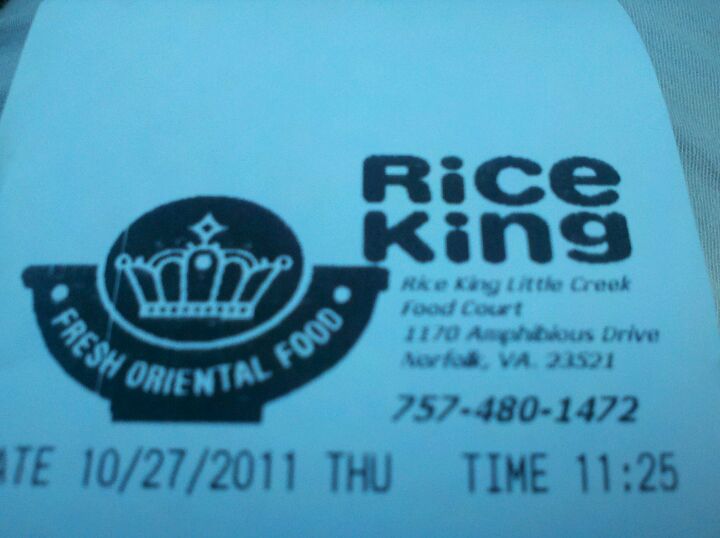 Rice
King
Rice King Little Creek
Food Court
1170 Amphibious Drive
Norfolk, VA. 23521
757-480-1472
FRESH ORIENTAL FOOD
ATE 10/27/2011 THU TIME 11:25